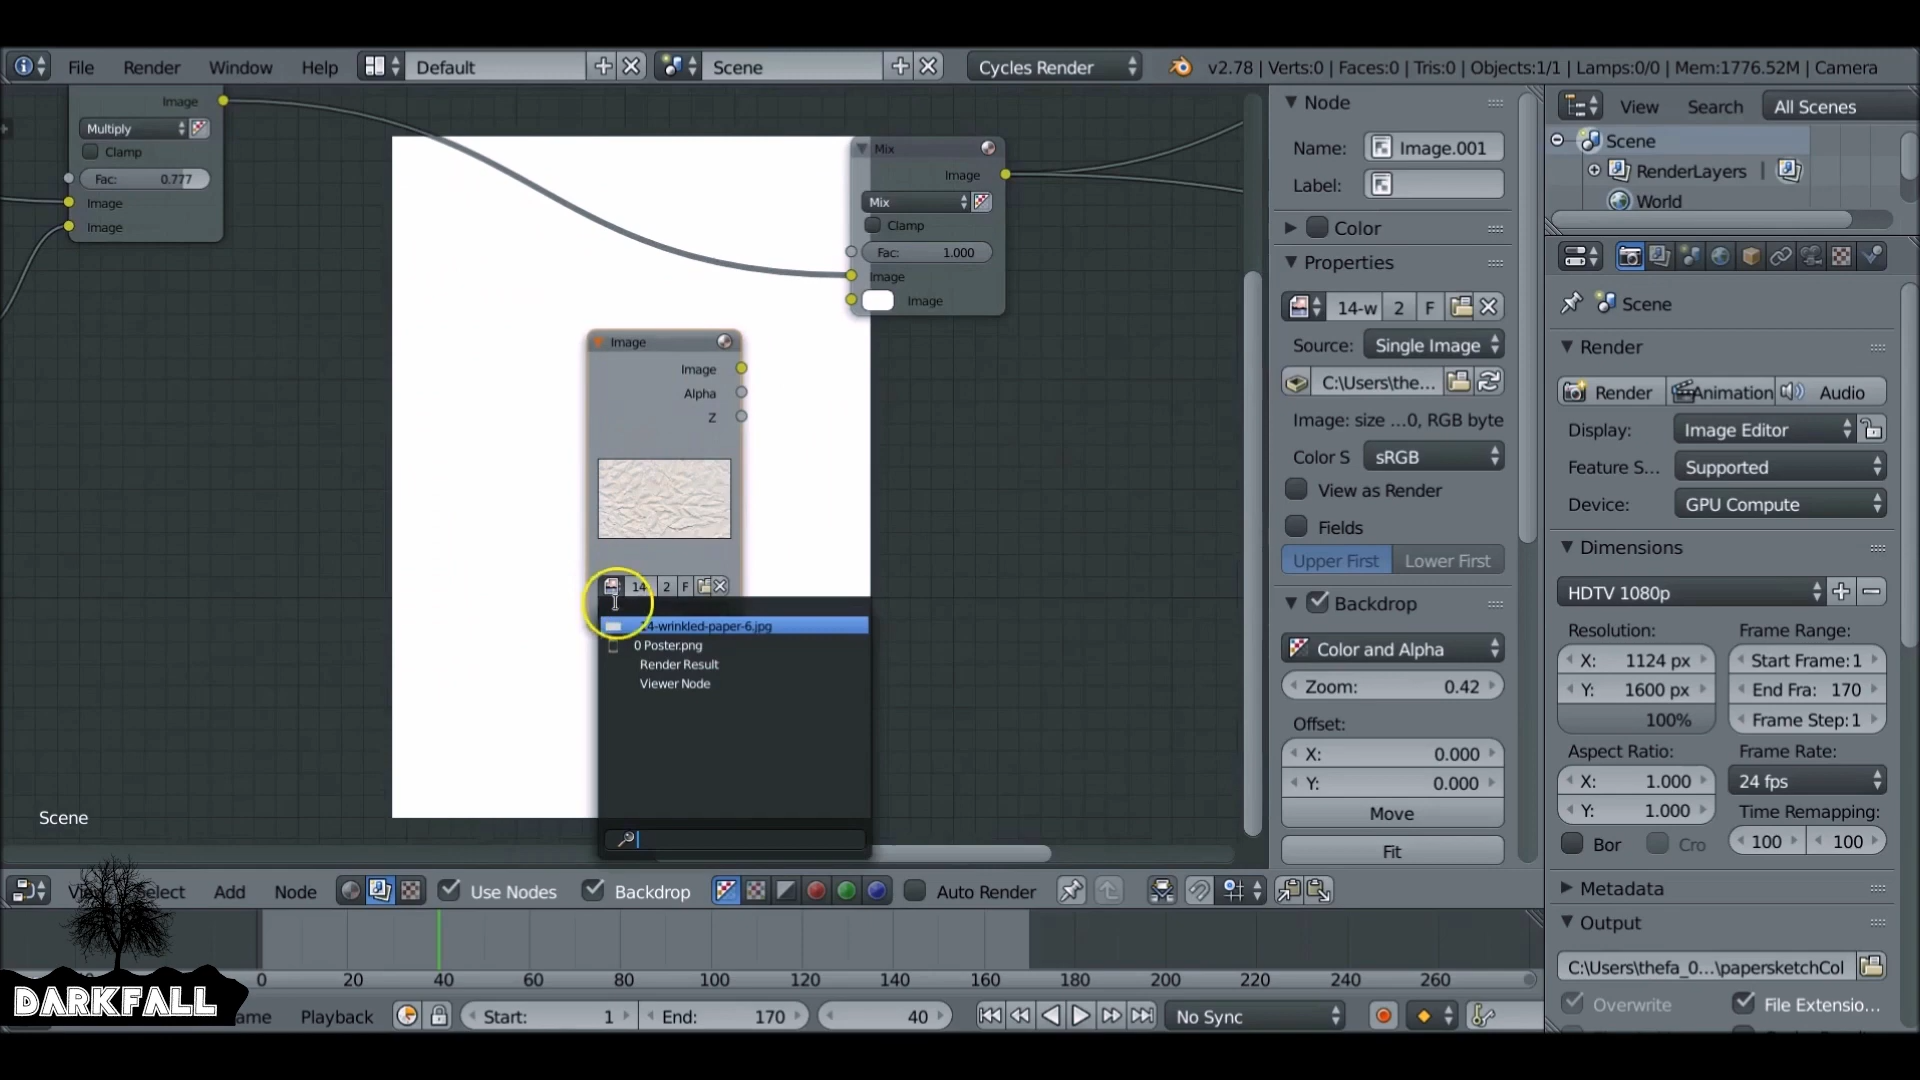 File Render Window Help Default Scene Cycles Render v2.78 | Verts:0 | Faces:0 | Tris:0 | Objects:1/1 | Lamps:0/0 | Mem:1776.52M | Camera
Image
Multiply
Clamp
Fac: 0.777
Image
Image
Mix
Image
Mix
Clamp
Fac: 1.000
Image
Image
Image
Image
Alpha
Z
14 2 F
14-wrinkled-paper-6.jpg
0 Poster.png
Render Result
Viewer Node
Scene
Node
Name: Image.001
Label:
Color
Properties
14-w 2 F
Source: Single Image
C:\Users\the...
Image: size ...0, RGB byte
Color S sRGB
View as Render
Fields
Upper First Lower First
Backdrop
Color and Alpha
Zoom: 0.42
Offset:
X: 0.000
Y: 0.000
Move
Fit
View Search All Scenes
Scene
RenderLayers |
World
Scene
Render
Render Animation Audio
Display: Image Editor
Feature S... Supported
Device: GPU Compute
Dimensions
HDTV 1080p
Resolution: Frame Range:
X: 1124 px Start Frame: 1
Y: 1600 px End Fra: 170
100% Frame Step: 1
Aspect Ratio: Frame Rate:
X: 1.000 24 fps
Y: 1.000 Time Remapping:
Bor Cro 100 100
Metadata
Output
C:\Users\thefa_0...\papersketchCol
Overwrite File Extensio...
Add Node Use Nodes Backdrop Auto Render
0 20 40 60 80 100 120 140 160 180 200 220 240 260
DARKFALL
Playback Start: 1 End: 170 40 No Sync